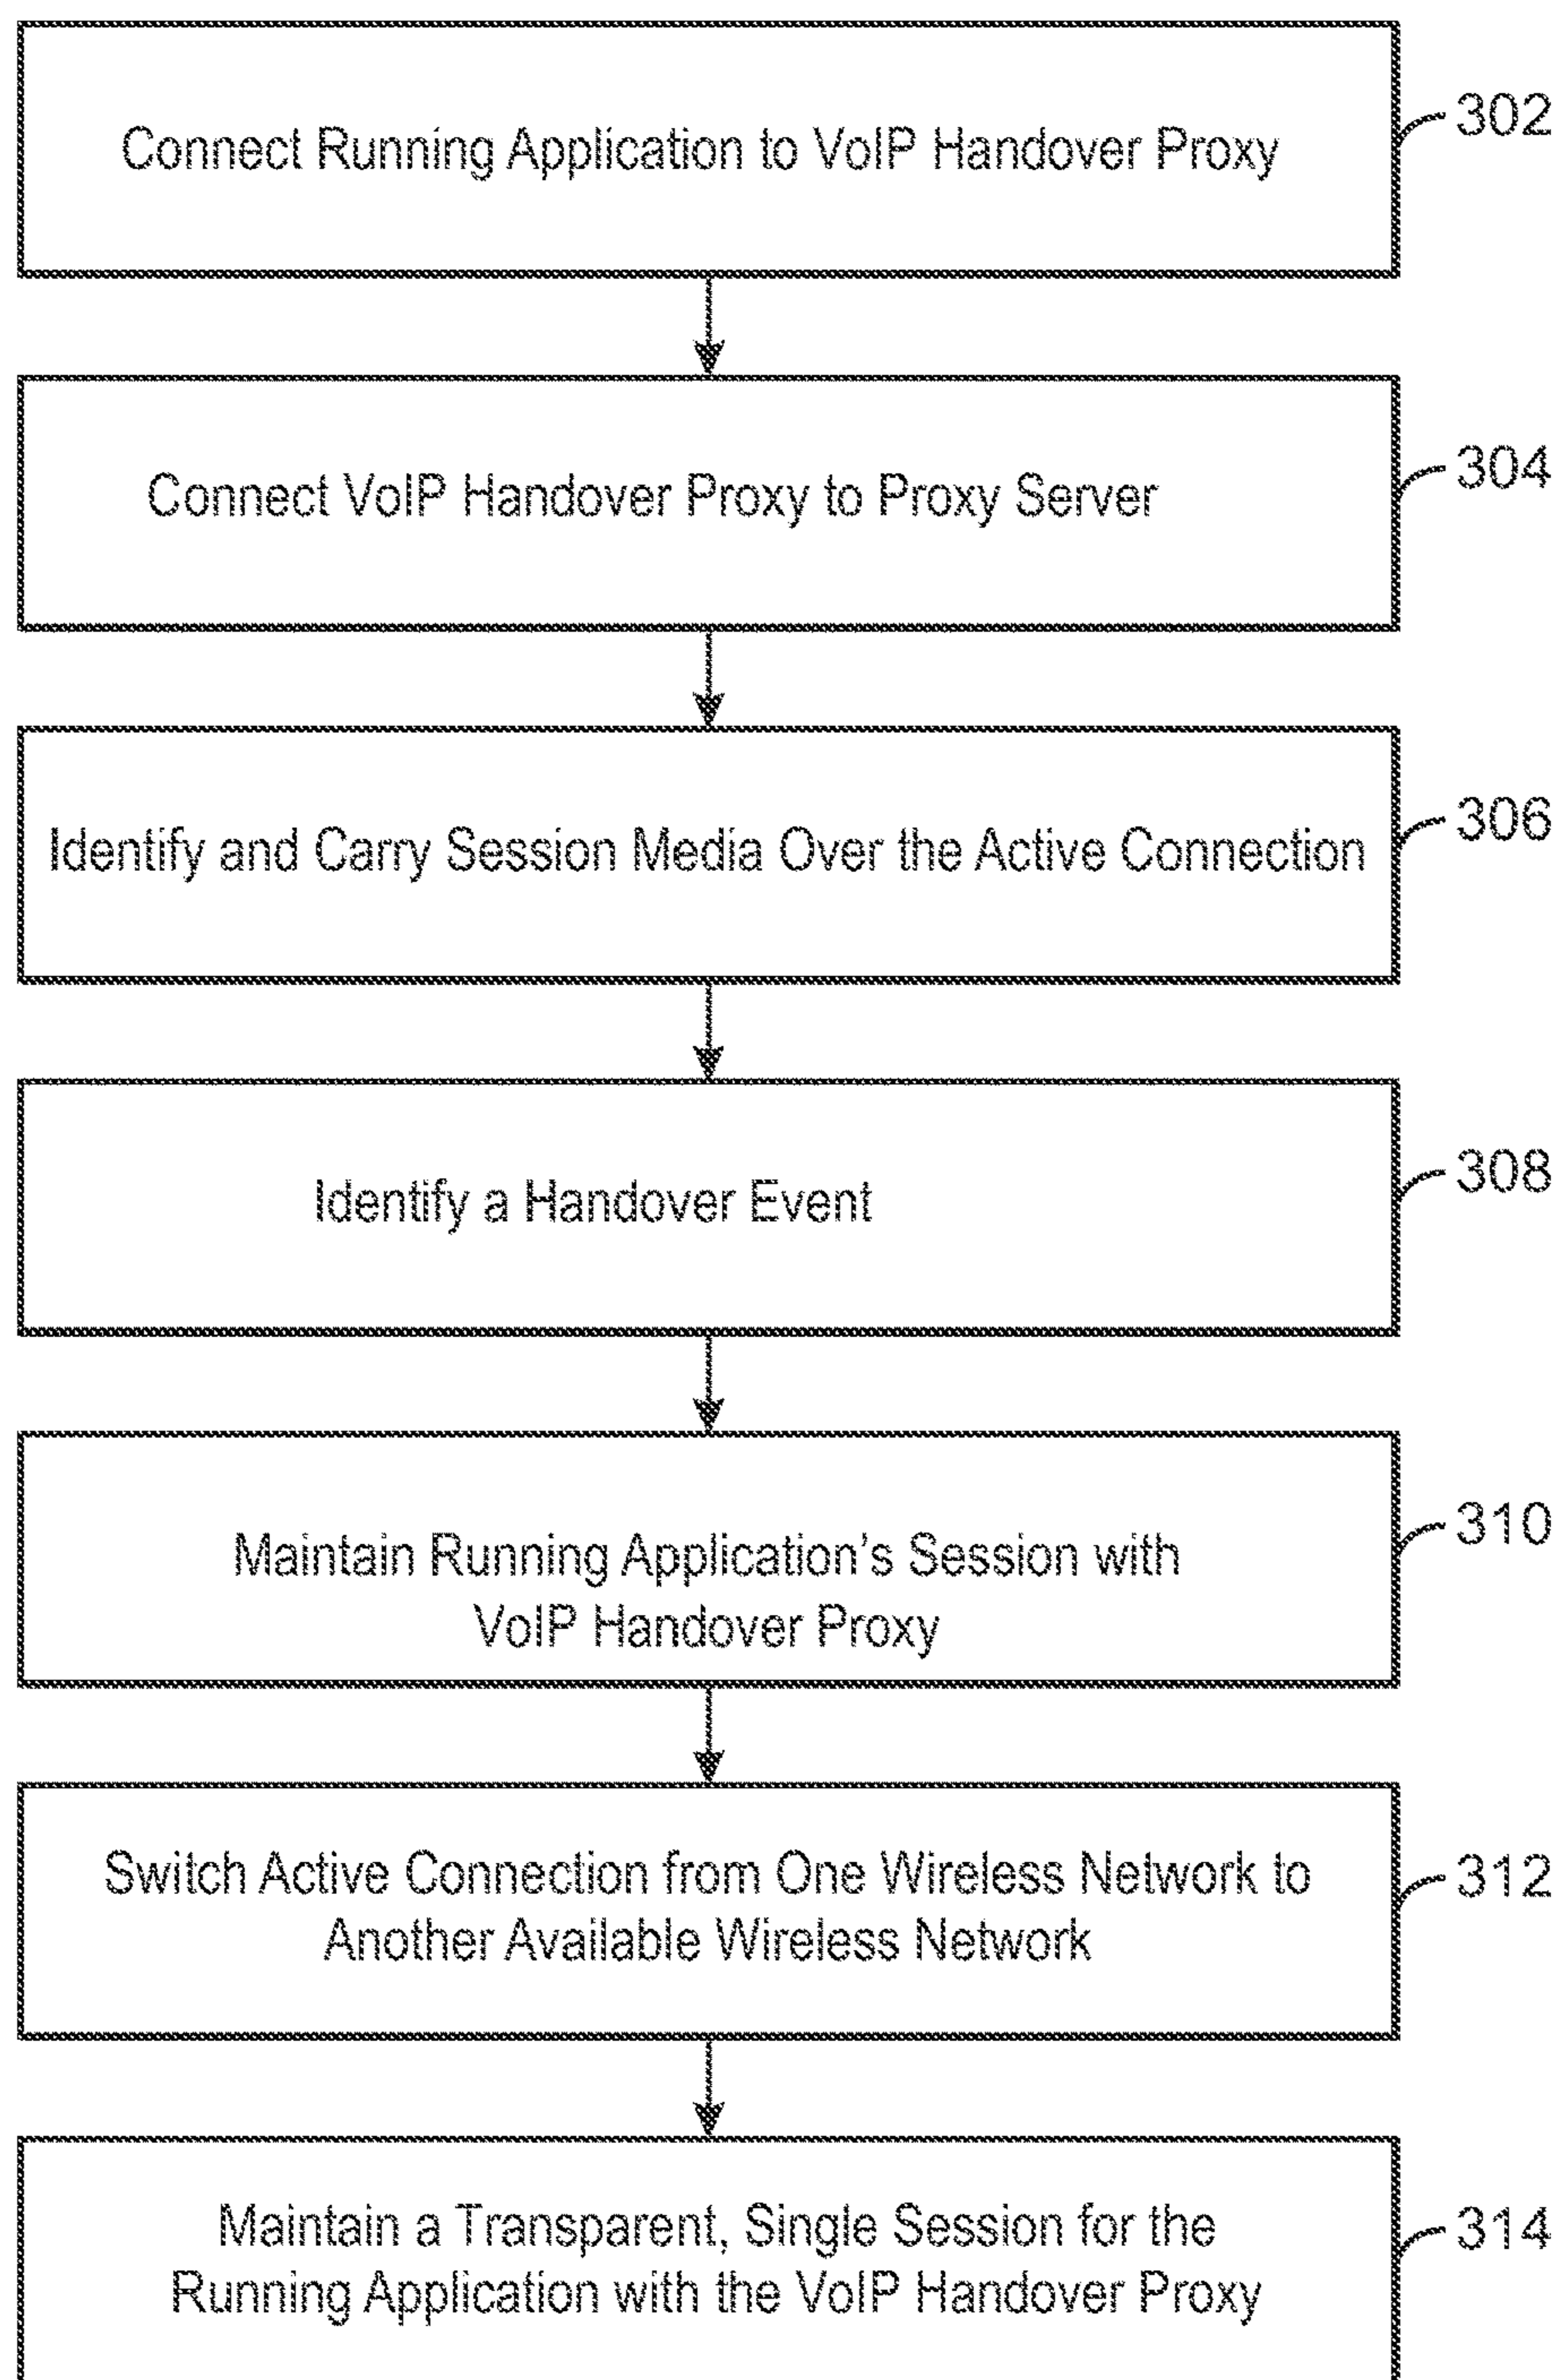 Connect Running Application to VoIP Handover Proxy
302
Connect VoIP Handover Proxy to Proxy Server
304
Identify and Carry Session Media Over the Active Connection
306
Identify a Handover Event
308
Maintain Running Application's Session with
VoIP Handover Proxy
310
Switch Active Connection from One Wireless Network to
Another Available Wireless Network
312
Maintain a Transparent, Single Session for the
Running Application with the VoIP Handover Proxy
314